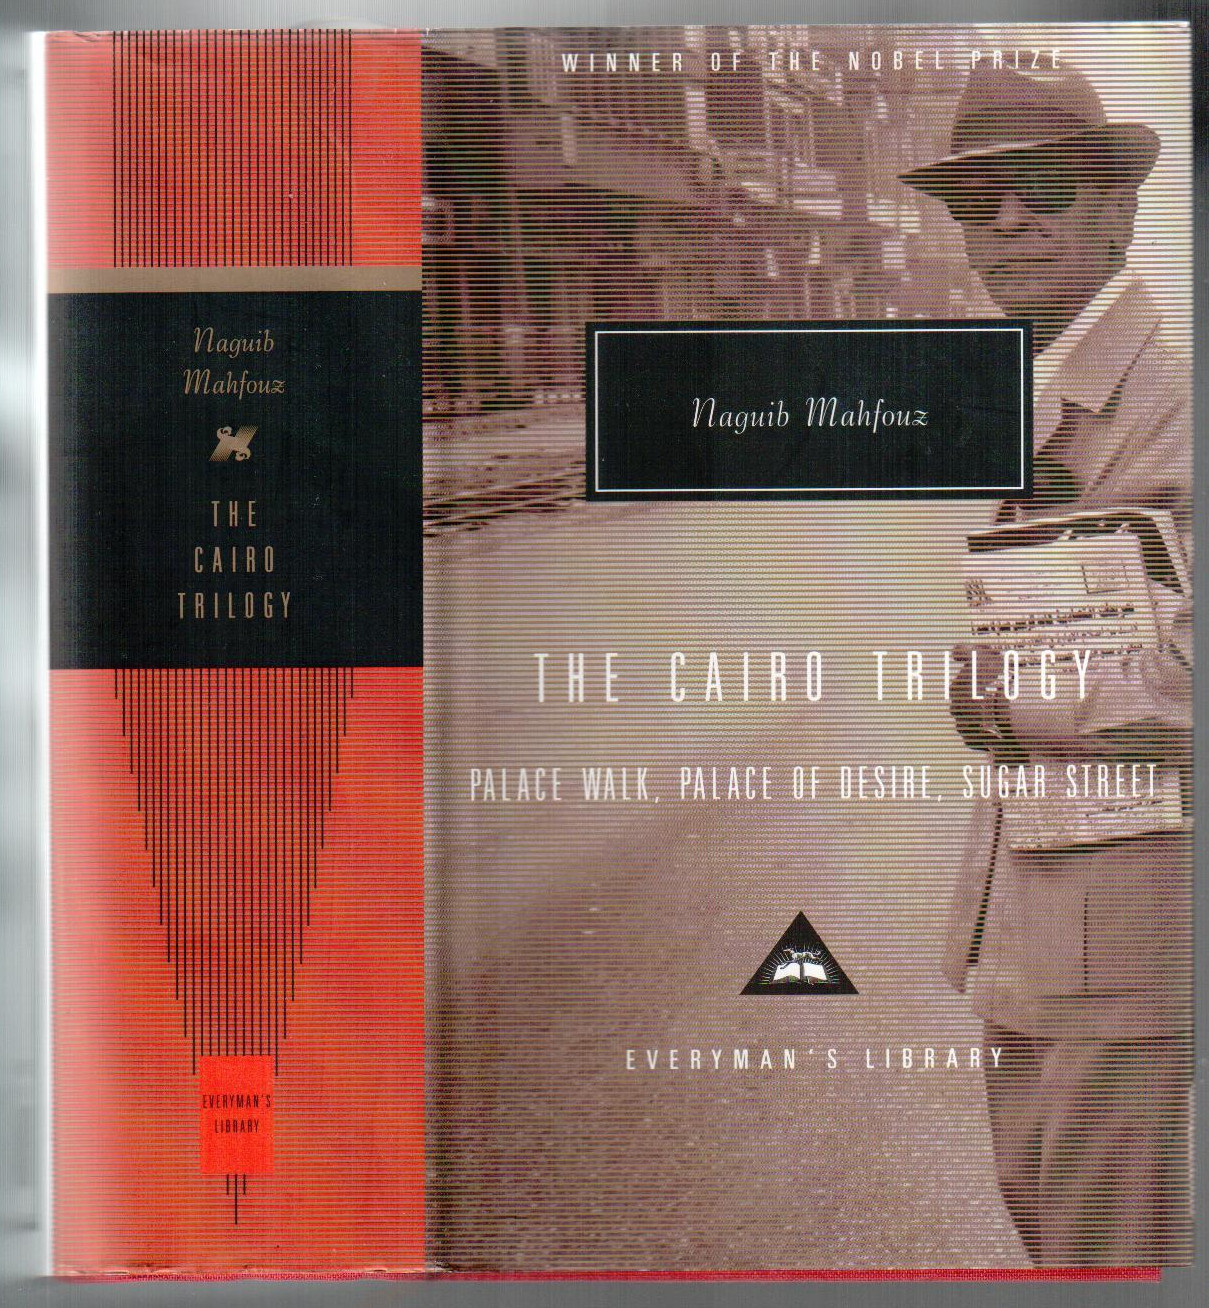 Naguib
Mahfouz
THE
CAIRO
TRILOGY
EVERYMAN'S
LIBRARY
WINNER OF THE NOBEL PRIZE
Naguib Mahfouz
THE CAIRO TRILOGY
PALACE WALK, PALACE OF DESIRE, SUGAR STREET
EVERYMAN'S LIBRARY